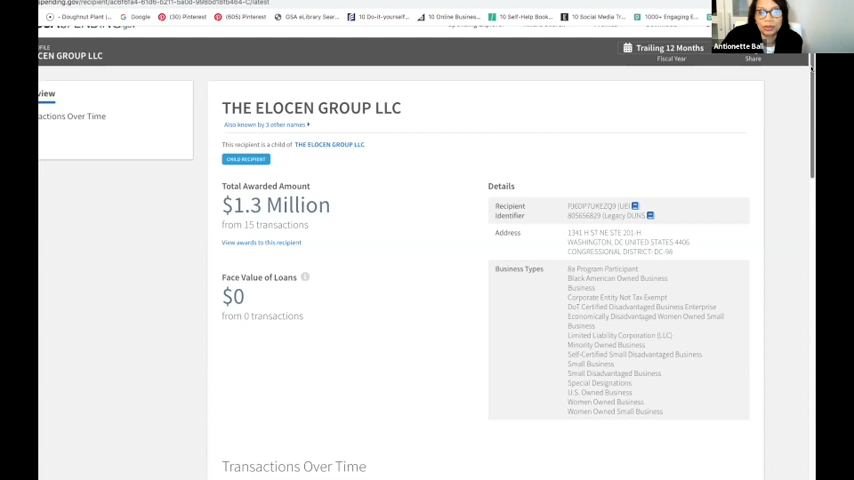 pending.gov/recipient/
- Doughnut Plant |
Google
(30) Pinterest
(605) Pinterest
GSA eLibrary Sear...
10 Do-it-yourself...
10 Online Busines...
10 Self-Help Book...
10 Social Media Tr...
1000+ Engaging E...
FILE
CEN GROUP LLC
Trailing 12 Months
Fiscal Year
Share
Antionette Ball
view
actions Over Time
THE ELOCEN GROUP LLC
Also known by 3 other names
This recipient is a child of THE ELOCEN GROUP LLC
CHILD RECIPIENT
Total Awarded Amount
$1.3 Million
from 15 transactions
View awards to this recipient
Face Value of Loans
$0
from 0 transactions
Details
Recipient
Identifier
PJ6DP7UKEZQ9 (UEI
805656829 (Legacy DUNS
Address
1341 H ST NE STE 201-H
WASHINGTON, DC UNITED STATES 4406
CONGRESSIONAL DISTRICT: DC-98
Business Types
8a Program Participant
Black American Owned Business
Business
Corporate Entity Not Tax Exempt
DoT Certified Disadvantaged Business Enterprise
Economically Disadvantaged Women Owned Small
Business
Limited Liability Corporation (LLC)
Minority Owned Business
Self-Certified Small Disadvantaged Business
Small Business
Small Disadvantaged Business
Special Designations
U.S. Owned Business
Women Owned Business
Women Owned Small Business
Transactions Over Time